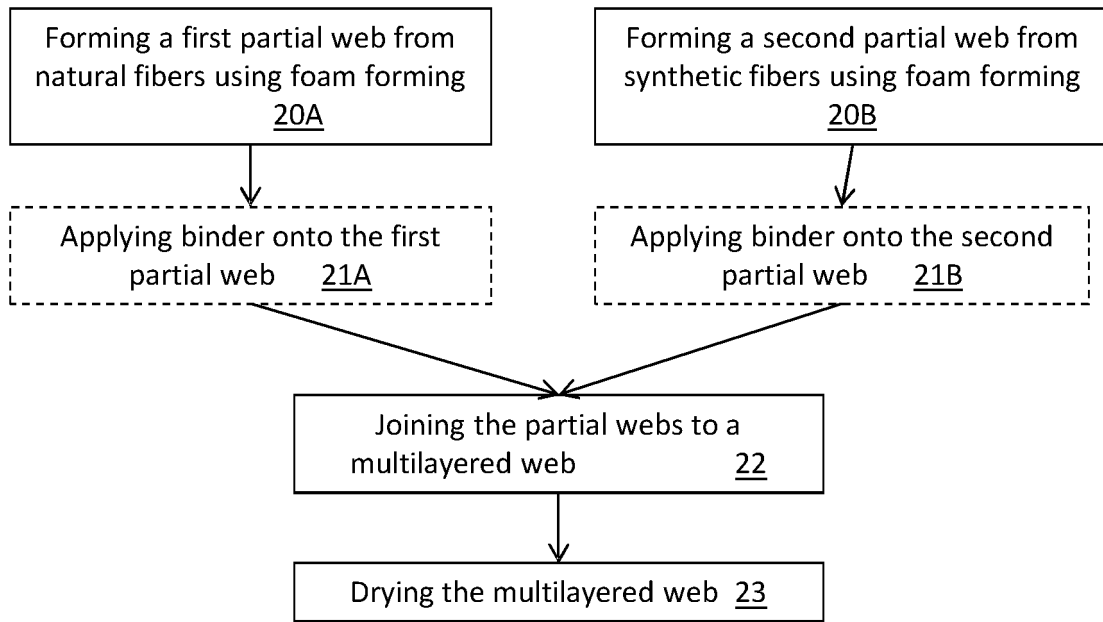 Forming a first partial web from
natural fibers using foam forming
20A
Forming a second partial web from
synthetic fibers using foam forming
20B
Applying binder onto the first
partial web 21A
Applying binder onto the second
partial web 21B
Joining the partial webs to a
multilayered web 22
Drying the multilayered web 23